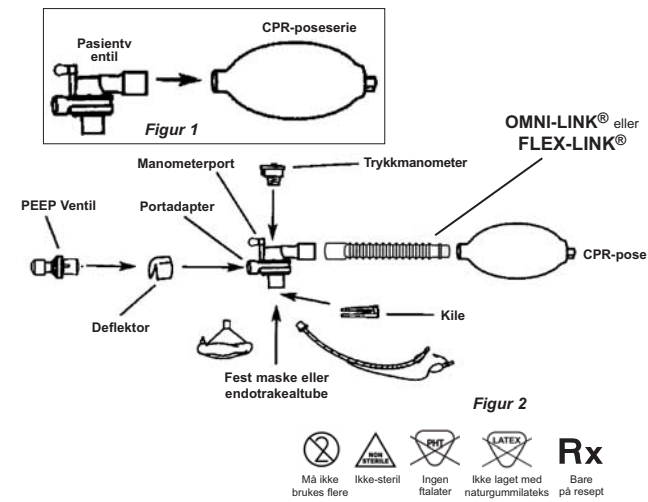 CPR-poseserie
Pasientv
entil
Figur 1
OMNI-LINK® eller
FLEX-LINK®
Manometerport
Trykkmanometer
PEEP Ventil
Portadapter
CPR-pose
Deflektor
Kile
Fest maske eller
endotrakealtube
Figur 2
2
NON
STERILE
PHT
LATEX
Rx
Må ikke
brukes flere
Ikke-steril
Ingen
ftalater
Ikke laget med
naturgummilateks
Bare
på resept